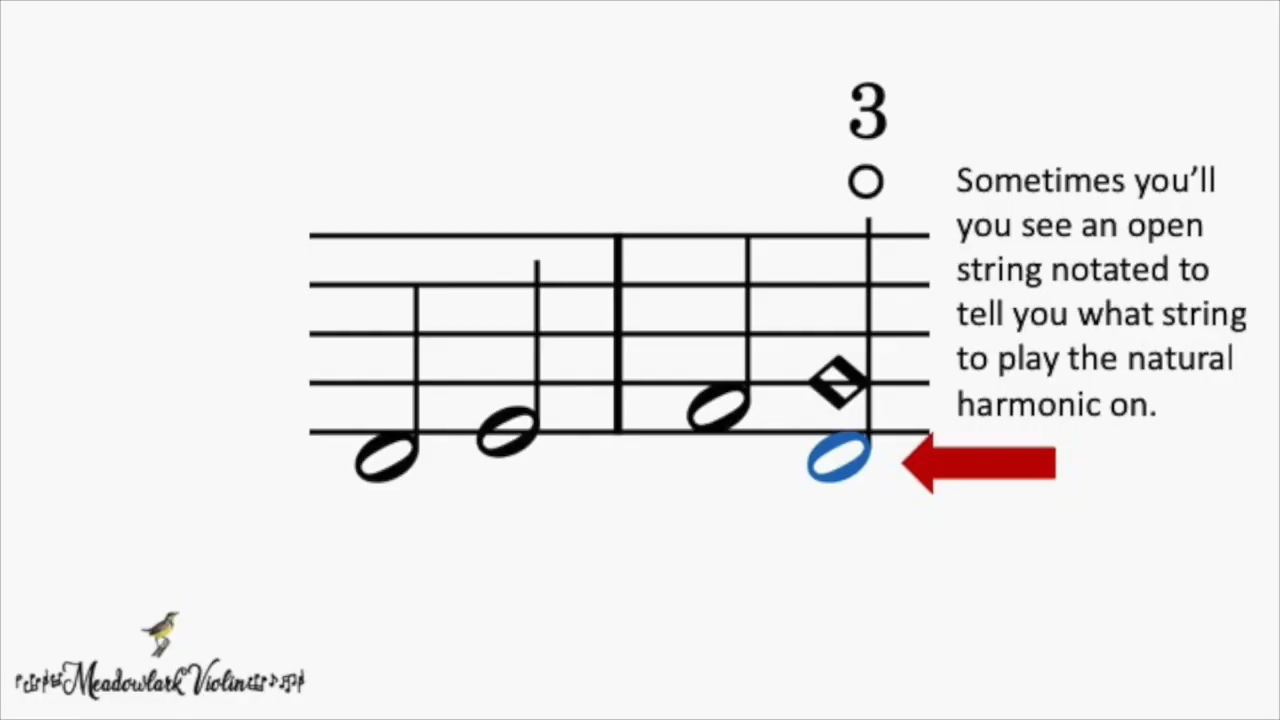 3
Sometimes you'll
you see an open
string notated to
tell you what string
to play the natural
harmonic on.
Meadowlark Violin